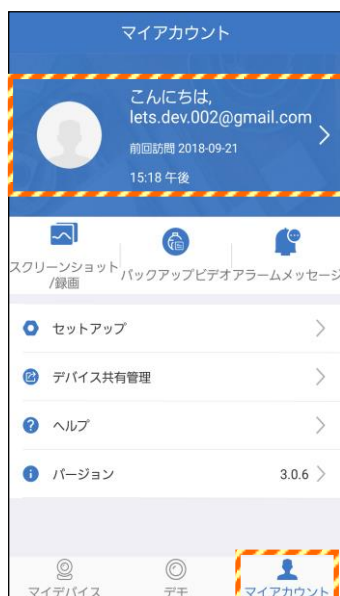 マイアカウント
こんにちは,
lets.dev.002@gmail.com
前回訪問 2018-09-21
15:18 午後
スクリーンショット
/録画
バックアップビデオ
アラームメッセージ
セットアップ
デバイス共有管理
ヘルプ
バージョン 3.0.6
マイデバイス
デモ
マイアカウント